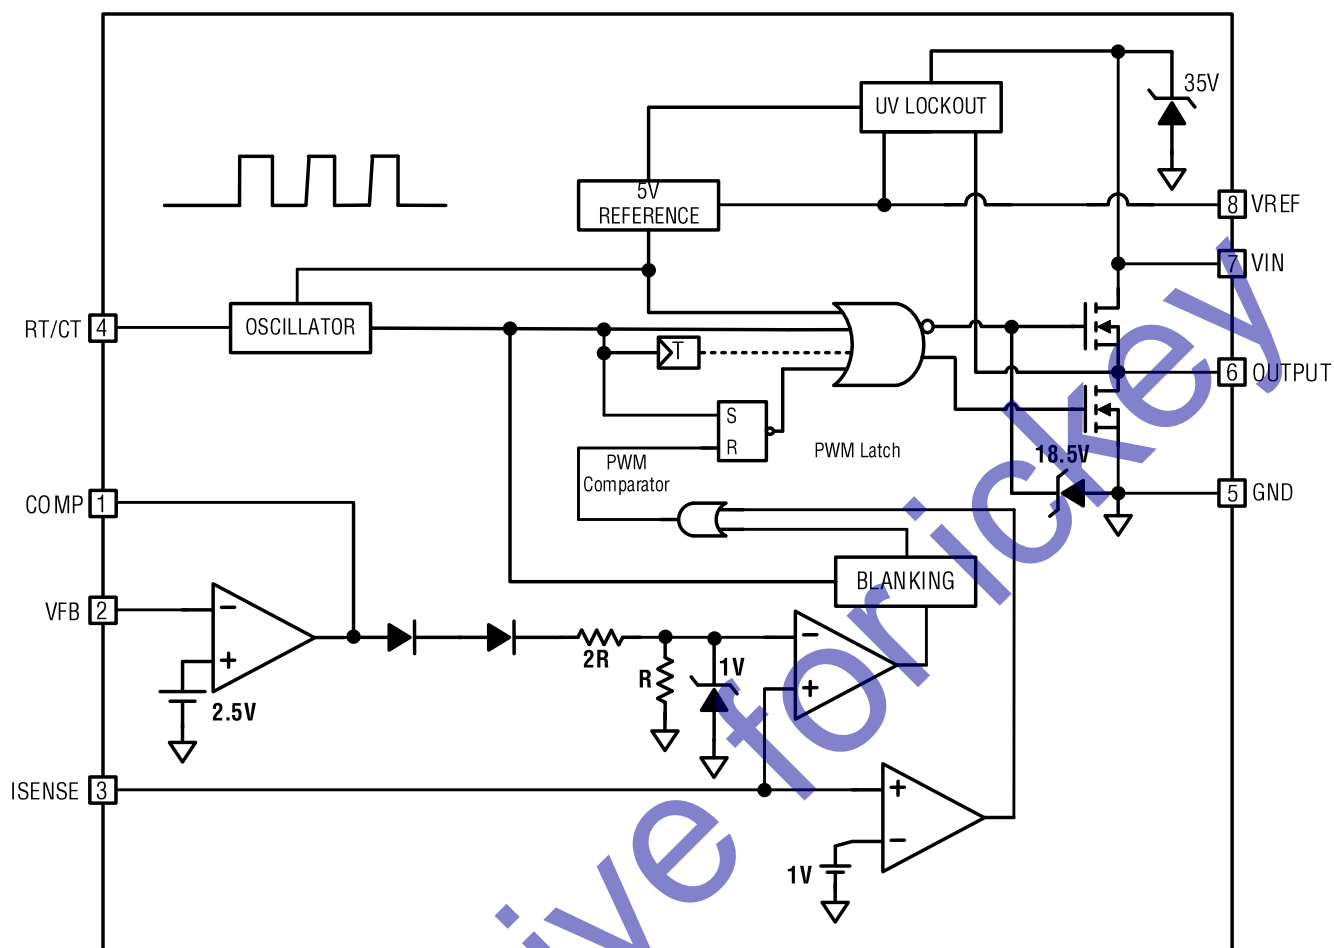 35V
UV LOCKOUT
5V
REFERENCE
8 VREF
7 VIN
RT/CT 4
OSCILLATOR
T
6 OUTPUT
S
R
PWM Latch
PWM
Comparator
18.5V
COMP 1
5 GND
BLANKING
VFB 2
−
+
2.5V
2R
R
1V
−
+
ISENSE 3
+
−
1V
ive for ickey